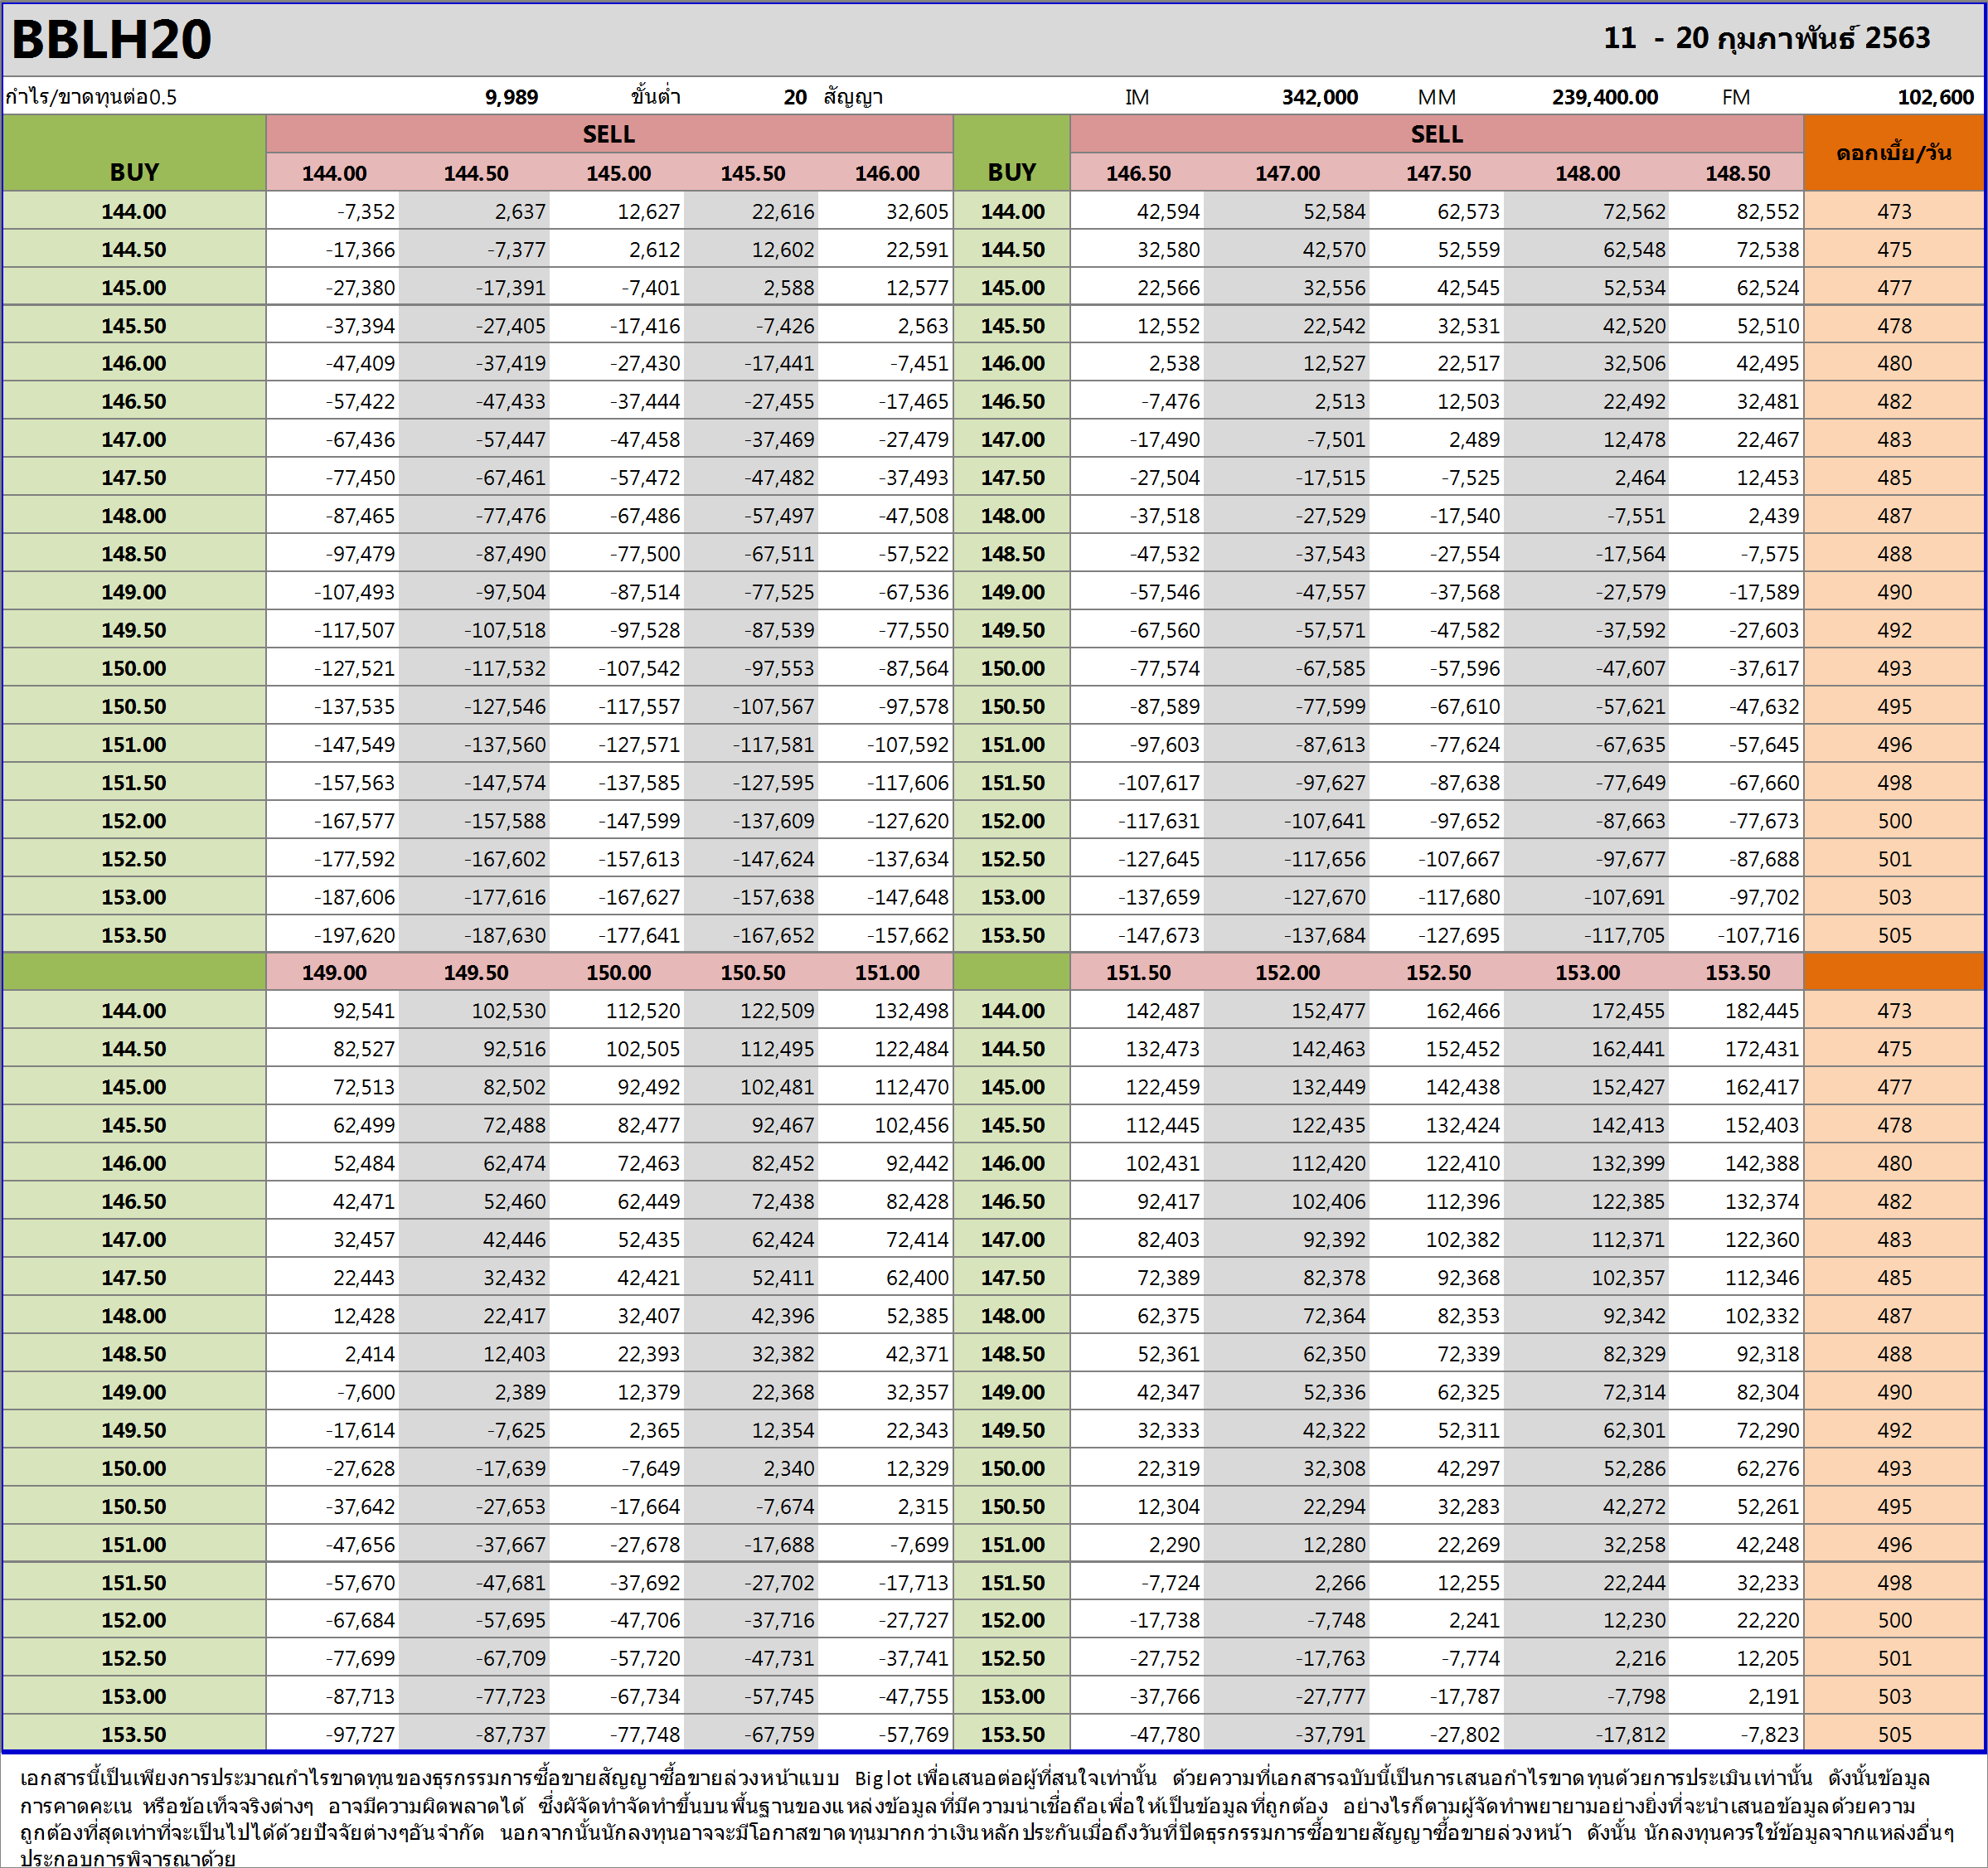 BBLH20 11 - 20 กุมภาพันธ์ 2563
กำไร/ขาดทุนต่อ0.5 9,989 ขั้นต่ำ 20 สัญญา IM 342,000 MM 239,400.00 FM 102,600
SELL SELL
BUY 144.00 144.50 145.00 145.50 146.00 BUY 146.50 147.00 147.50 148.00 148.50 ดอกเบี้ย/วัน
144.00 -7,352 2,637 12,627 22,616 32,605 144.00 42,594 52,584 62,573 72,562 82,552 473
144.50 -17,366 -7,377 2,612 12,602 22,591 144.50 32,580 42,570 52,559 62,548 72,538 475
145.00 -27,380 -17,391 -7,401 2,588 12,577 145.00 22,566 32,556 42,545 52,534 62,524 477
145.50 -37,394 -27,405 -17,416 -7,426 2,563 145.50 12,552 22,542 32,531 42,520 52,510 478
146.00 -47,409 -37,419 -27,430 -17,441 -7,451 146.00 2,538 12,527 22,517 32,506 42,495 480
146.50 -57,422 -47,433 -37,444 -27,455 -17,465 146.50 -7,476 2,513 12,503 22,492 32,481 482
147.00 -67,436 -57,447 -47,458 -37,469 -27,479 147.00 -17,490 -7,501 2,489 12,478 22,467 483
147.50 -77,450 -67,461 -57,472 -47,482 -37,493 147.50 -27,504 -17,515 -7,525 2,464 12,453 485
148.00 -87,465 -77,476 -67,486 -57,497 -47,508 148.00 -37,518 -27,529 -17,540 -7,551 2,439 487
148.50 -97,479 -87,490 -77,500 -67,511 -57,522 148.50 -47,532 -37,543 -27,554 -17,564 -7,575 488
149.00 -107,493 -97,504 -87,514 -77,525 -67,536 149.00 -57,546 -47,557 -37,568 -27,579 -17,589 490
149.50 -117,507 -107,518 -97,528 -87,539 -77,550 149.50 -67,560 -57,571 -47,582 -37,592 -27,603 492
150.00 -127,521 -117,532 -107,542 -97,553 -87,564 150.00 -77,574 -67,585 -57,596 -47,607 -37,617 493
150.50 -137,535 -127,546 -117,557 -107,567 -97,578 150.50 -87,589 -77,599 -67,610 -57,621 -47,632 495
151.00 -147,549 -137,560 -127,571 -117,581 -107,592 151.00 -97,603 -87,613 -77,624 -67,635 -57,645 496
151.50 -157,563 -147,574 -137,585 -127,595 -117,606 151.50 -107,617 -97,627 -87,638 -77,649 -67,660 498
152.00 -167,577 -157,588 -147,599 -137,609 -127,620 152.00 -117,631 -107,641 -97,652 -87,663 -77,673 500
152.50 -177,592 -167,602 -157,613 -147,624 -137,634 152.50 -127,645 -117,656 -107,667 -97,677 -87,688 501
153.00 -187,606 -177,616 -167,627 -157,638 -147,648 153.00 -137,659 -127,670 -117,680 -107,691 -97,702 503
153.50 -197,620 -187,630 -177,641 -167,652 -157,662 153.50 -147,673 -137,684 -127,695 -117,705 -107,716 505
149.00 149.50 150.00 150.50 151.00 151.50 152.00 152.50 153.00 153.50
144.00 92,541 102,530 112,520 122,509 132,498 144.00 142,487 152,477 162,466 172,455 182,445 473
144.50 82,527 92,516 102,505 112,495 122,484 144.50 132,473 142,463 152,452 162,441 172,431 475
145.00 72,513 82,502 92,492 102,481 112,470 145.00 122,459 132,449 142,438 152,427 162,417 477
145.50 62,499 72,488 82,477 92,467 102,456 145.50 112,445 122,435 132,424 142,413 152,403 478
146.00 52,484 62,474 72,463 82,452 92,442 146.00 102,431 112,420 122,410 132,399 142,388 480
146.50 42,471 52,460 62,449 72,438 82,428 146.50 92,417 102,406 112,396 122,385 132,374 482
147.00 32,457 42,446 52,435 62,424 72,414 147.00 82,403 92,392 102,382 112,371 122,360 483
147.50 22,443 32,432 42,421 52,411 62,400 147.50 72,389 82,378 92,368 102,357 112,346 485
148.00 12,428 22,417 32,407 42,396 52,385 148.00 62,375 72,364 82,353 92,342 102,332 487
148.50 2,414 12,403 22,393 32,382 42,371 148.50 52,361 62,350 72,339 82,329 92,318 488
149.00 -7,600 2,389 12,379 22,368 32,357 149.00 42,347 52,336 62,325 72,314 82,304 490
149.50 -17,614 -7,625 2,365 12,354 22,343 149.50 32,333 42,322 52,311 62,301 72,290 492
150.00 -27,628 -17,639 -7,649 2,340 12,329 150.00 22,319 32,308 42,297 52,286 62,276 493
150.50 -37,642 -27,653 -17,664 -7,674 2,315 150.50 12,304 22,294 32,283 42,272 52,261 495
151.00 -47,656 -37,667 -27,678 -17,688 -7,699 151.00 2,290 12,280 22,269 32,258 42,248 496
151.50 -57,670 -47,681 -37,692 -27,702 -17,713 151.50 -7,724 2,266 12,255 22,244 32,233 498
152.00 -67,684 -57,695 -47,706 -37,716 -27,727 152.00 -17,738 -7,748 2,241 12,230 22,220 500
152.50 -77,699 -67,709 -57,720 -47,731 -37,741 152.50 -27,752 -17,763 -7,774 2,216 12,205 501
153.00 -87,713 -77,723 -67,734 -57,745 -47,755 153.00 -37,766 -27,777 -17,787 -7,798 2,191 503
153.50 -97,727 -87,737 -77,748 -67,759 -57,769 153.50 -47,780 -37,791 -27,802 -17,812 -7,823 505
เอกสารนี้เป็นเพียงการประมาณกำไรขาดทุนของธุรกรรมการซื้อขายสัญญาซื้อขายล่วงหน้าแบบ Big lot เพื่อเสนอต่อผู้ที่สนใจเท่านั้น ด้วยความที่เอกสารฉบับนี้เป็นการเสนอกำไรขาดทุนด้วยการประเมินเท่านั้น ดังนั้นข้อมูล
การคาดคะเน หรือข้อเท็จจริงต่างๆ อาจมีความผิดพลาดได้ ซึ่งผัจัดทำจัดทำขึ้นบนพื้นฐานของแหล่งข้อมูลที่มีความน่าเชื่อถือเพื่อให้เป็นข้อมูลที่ถูกต้อง อย่างไรก็ตามผู้จัดทำพยายามอย่างยิ่งที่จะนำเสนอข้อมูลด้วยความ
ถูกต้องที่สุดเท่าที่จะเป็นไปได้ด้วยปัจจัยต่างๆอันจำกัด นอกจากนั้นนักลงทุนอาจจะมีโอกาสขาดทุนมากกว่าเงินหลักประกันเมื่อถึงวันที่ปิดธุรกรรมการซื้อขายสัญญาซื้อขายล่วงหน้า ดังนั้น นักลงทุนควรใช้ข้อมูลจากแหล่งอื่นๆ
ประกอบการพิจารณาด้วย